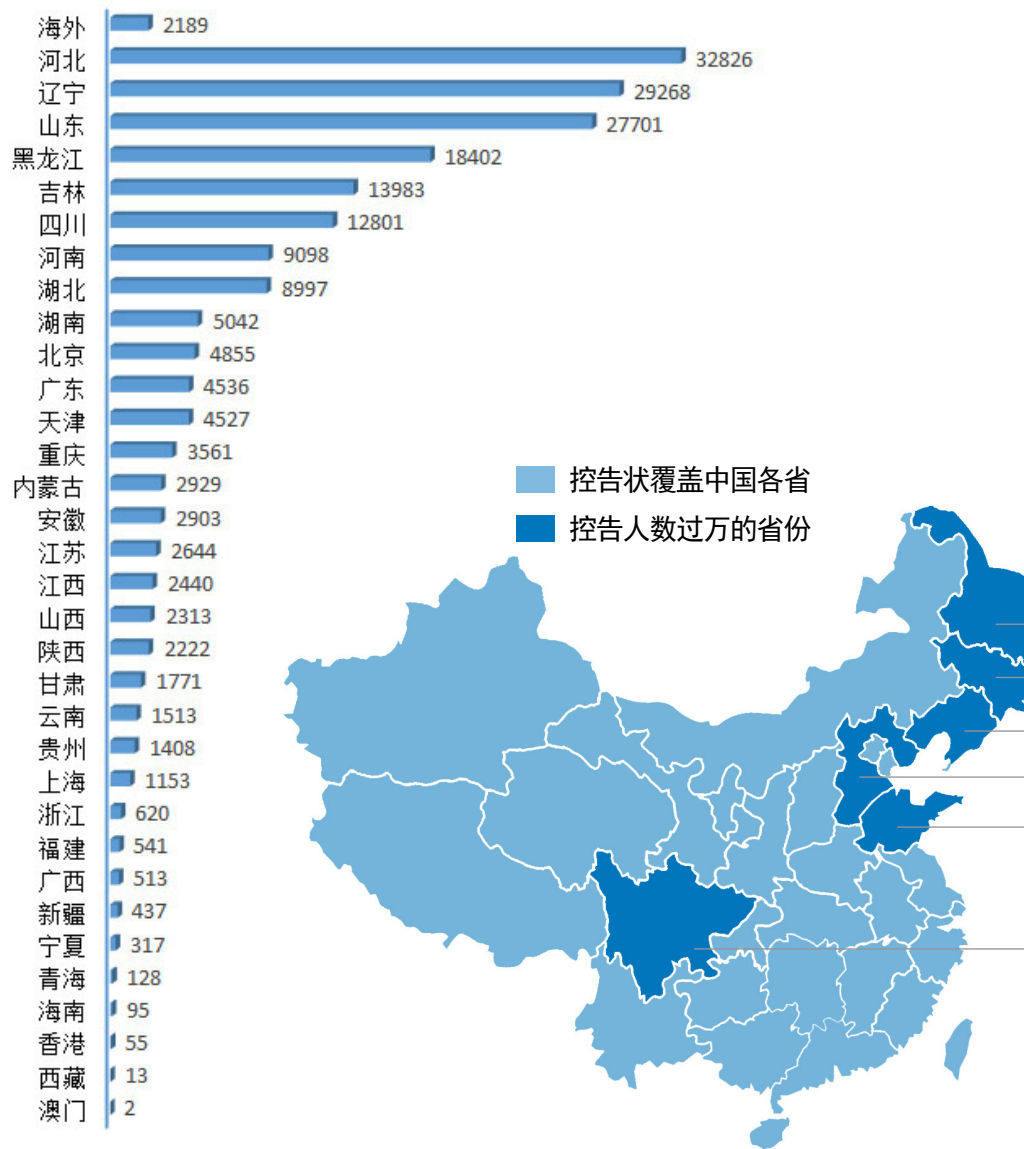 海外 2189
河北 32826
辽宁 29268
山东 27701
黑龙江 18402
吉林 13983
四川 12801
河南 9098
湖北 8997
湖南 5042
北京 4855
广东 4536
天津 4527
重庆 3561
内蒙古 2929
安徽 2903
江苏 2644
江西 2440
山西 2313
陕西 2222
甘肃 1771
云南 1513
贵州 1408
上海 1153
浙江 620
福建 541
广西 513
新疆 437
宁夏 317
青海 128
海南 95
香港 55
西藏 13
澳门 2
控告状覆盖中国各省
控告人数过万的省份